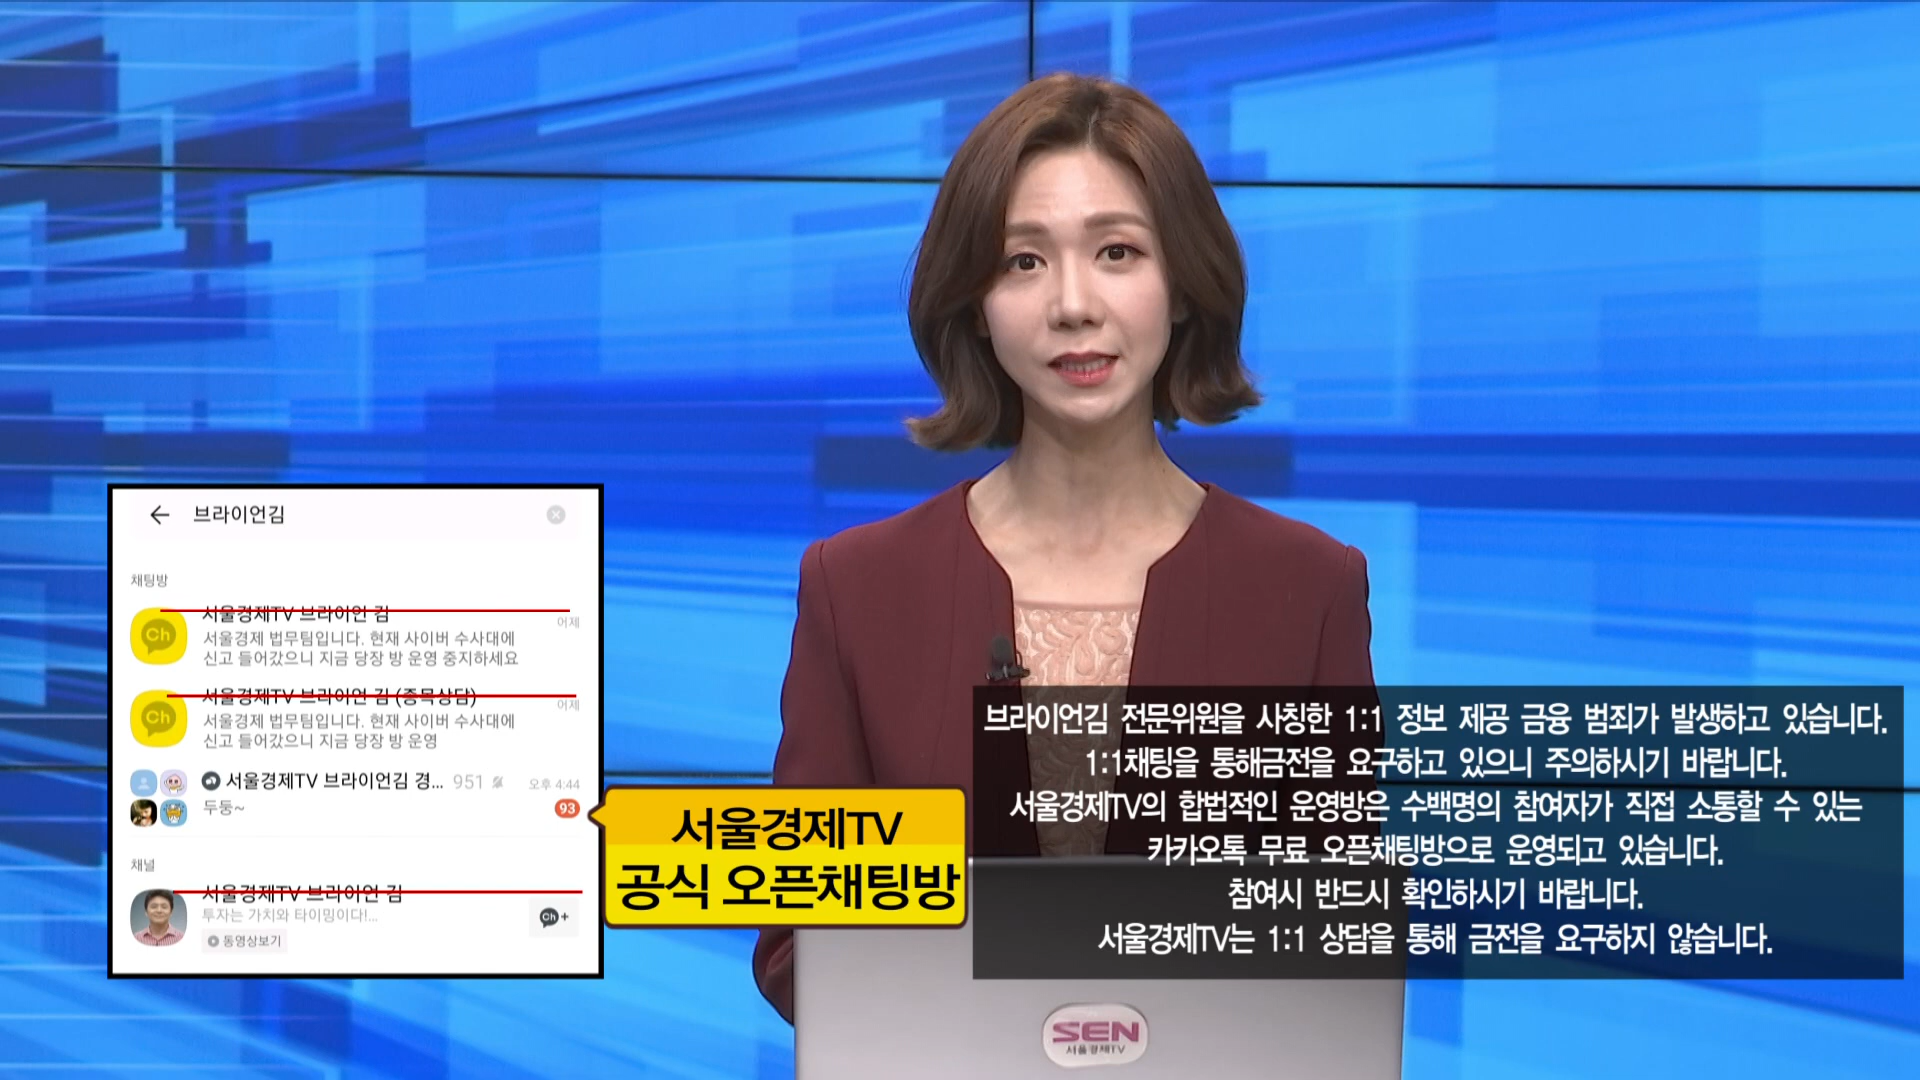 브라이언김
채팅방
서울경제TV 브라이언 김
어제
서울경제 법무팀입니다. 현재 사이버 수사대에
신고 들어갔으니 지금 당장 방 운영 중지하세요
서울경제TV 브라이언 김 (종목상담)
어제
서울경제 법무팀입니다. 현재 사이버 수사대에
신고 들어갔으니 지금 당장 방 운영
서울경제TV 브라이언김 경... 951
오후 4:44
두둥~
93
채널
서울경제TV 브라이언 김
투자는 가치와 타이밍이다!...
동영상보기
Ch
Ch
Ch+
서울경제TV
공식 오픈채팅방
브라이언김 전문위원을 사칭한 1:1 정보 제공 금융 범죄가 발생하고 있습니다.
1:1채팅을 통해금전을 요구하고 있으니 주의하시기 바랍니다.
서울경제TV의 합법적인 운영방은 수백명의 참여자가 직접 소통할 수 있는
카카오톡 무료 오픈채팅방으로 운영되고 있습니다.
참여시 반드시 확인하시기 바랍니다.
서울경제TV는 1:1 상담을 통해 금전을 요구하지 않습니다.
SEN
서울경제TV